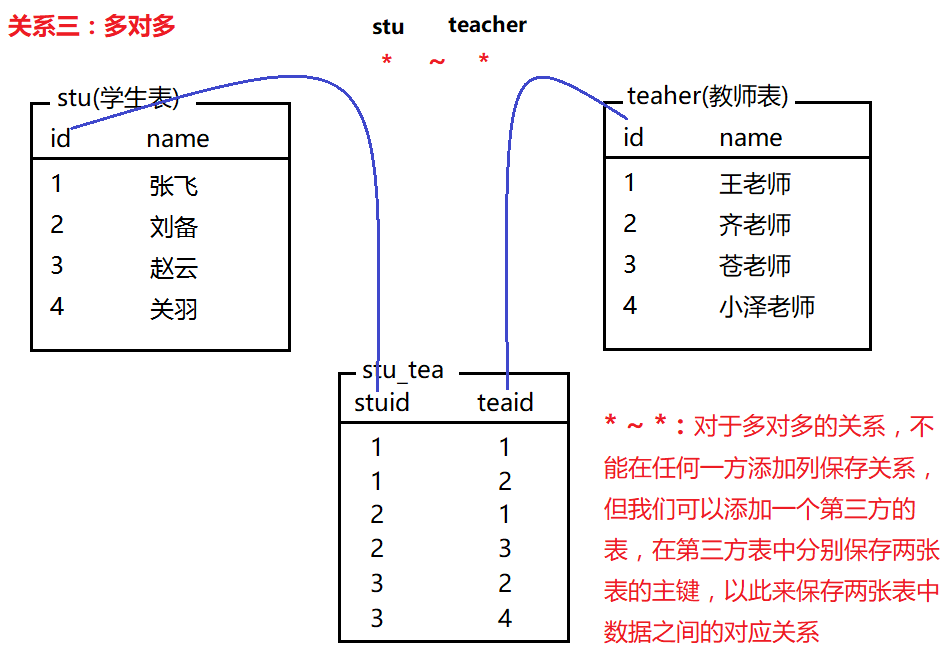 关系三：多对多
stu teacher
* ~ *
stu(学生表)
id name
1 张飞
2 刘备
3 赵云
4 关羽
teaher(教师表)
id name
1 王老师
2 齐老师
3 苍老师
4 小泽老师
stu_tea
stuid teaid
1 1
1 2
2 1
2 3
3 2
3 4
* ~ *：对于多对多的关系，不
能在任何一方添加列保存关系，
但我们可以添加一个第三方的
表，在第三方表中分别保存两张
表的主键，以此来保存两张表中
数据之间的对应关系